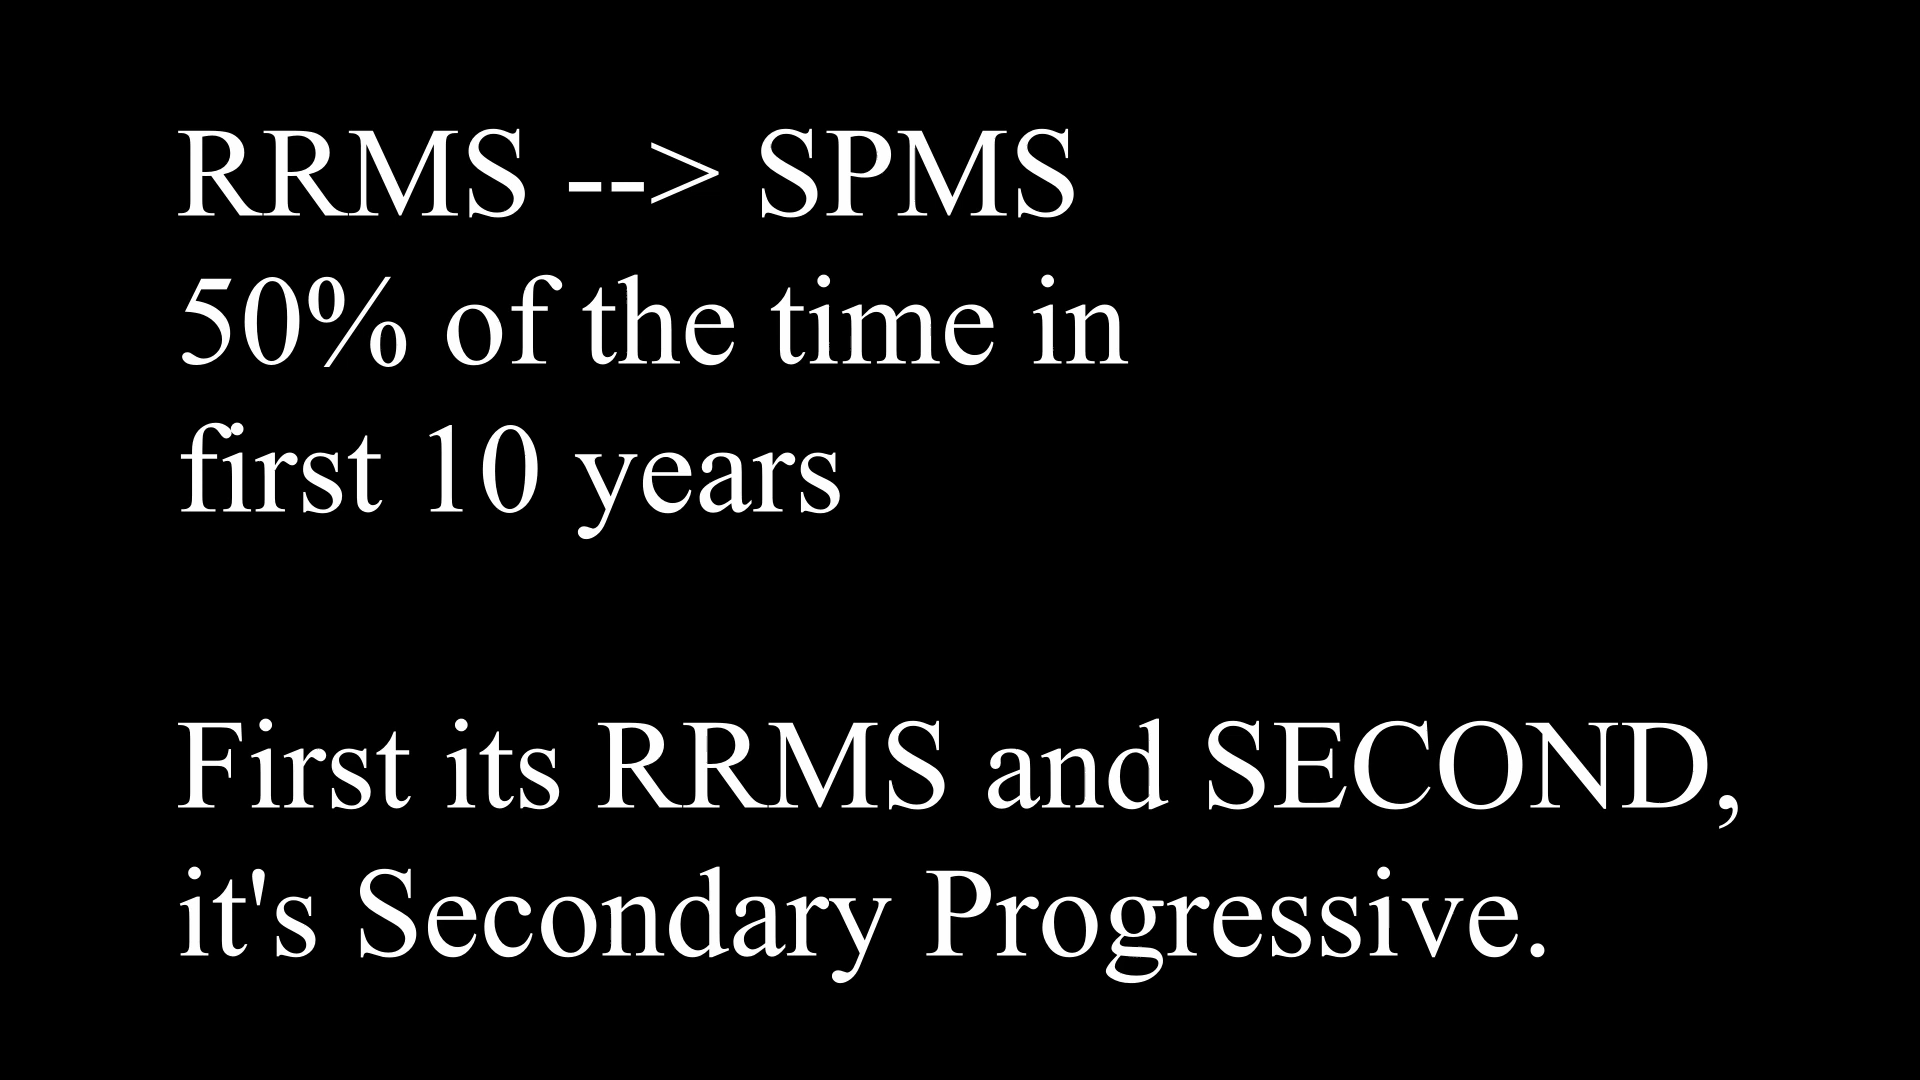 RRMS --> SPMS
50% of the time in
first 10 years
First its RRMS and SECOND,
it's Secondary Progressive.